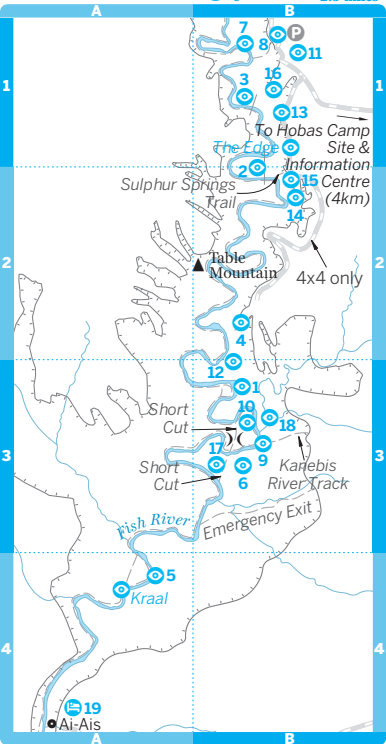 A
B
7
8
P
11
1
3
16
13
To Hobas Camp
Site &
Information
Centre
(4km)
The Edge
2
Sulphur Springs
Trail
15
14
2
Table
Mountain
4x4 only
4
12
1
10
18
Short
Cut
17
9
3
Short
Cut
6
Kanebis
River Track
Fish River
Emergency Exit
5
Kraal
4
19
Ai-Ais
A
B
1
2
3
4